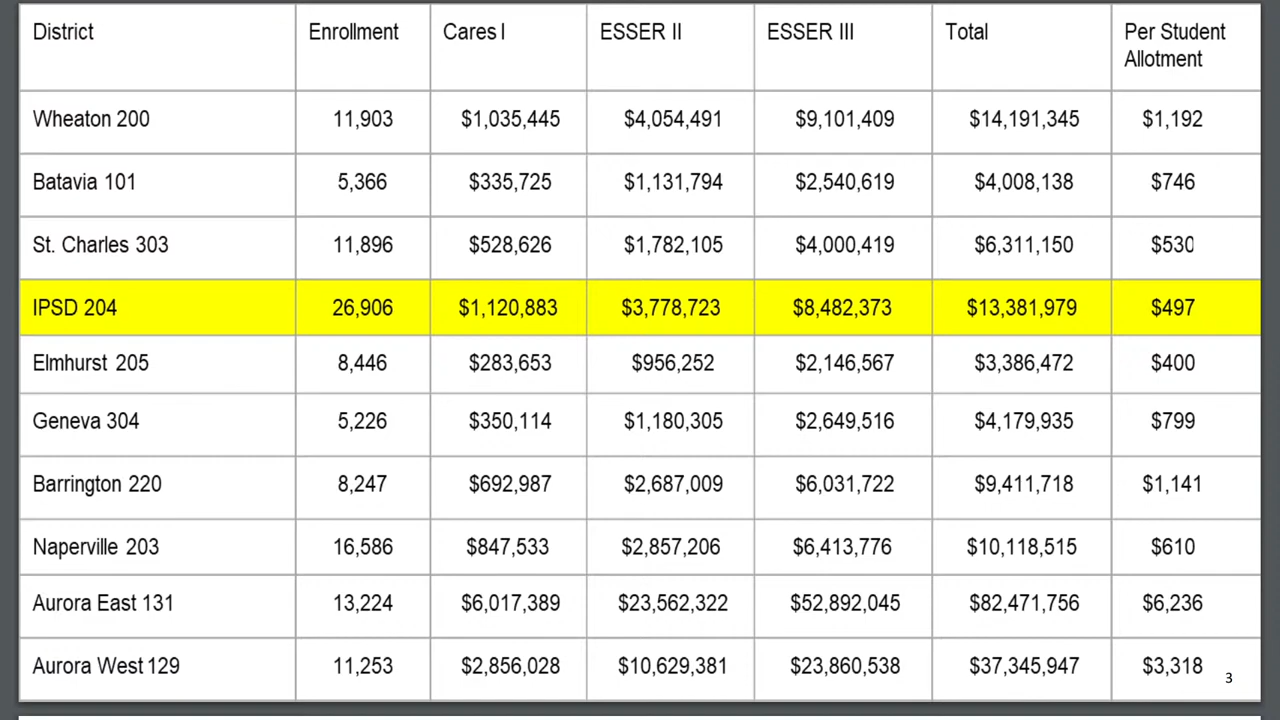 District Enrollment Cares I ESSER II ESSER III Total Per Student
Allotment
Wheaton 200 11,903 $1,035,445 $4,054,491 $9,101,409 $14,191,345 $1,192
Batavia 101 5,366 $335,725 $1,131,794 $2,540,619 $4,008,138 $746
St. Charles 303 11,896 $528,626 $1,782,105 $4,000,419 $6,311,150 $530
IPSD 204 26,906 $1,120,883 $3,778,723 $8,482,373 $13,381,979 $497
Elmhurst 205 8,446 $283,653 $956,252 $2,146,567 $3,386,472 $400
Geneva 304 5,226 $350,114 $1,180,305 $2,649,516 $4,179,935 $799
Barrington 220 8,247 $692,987 $2,687,009 $6,031,722 $9,411,718 $1,141
Naperville 203 16,586 $847,533 $2,857,206 $6,413,776 $10,118,515 $610
Aurora East 131 13,224 $6,017,389 $23,562,322 $52,892,045 $82,471,756 $6,236
Aurora West 129 11,253 $2,856,028 $10,629,381 $23,860,538 $37,345,947 $3,318
3